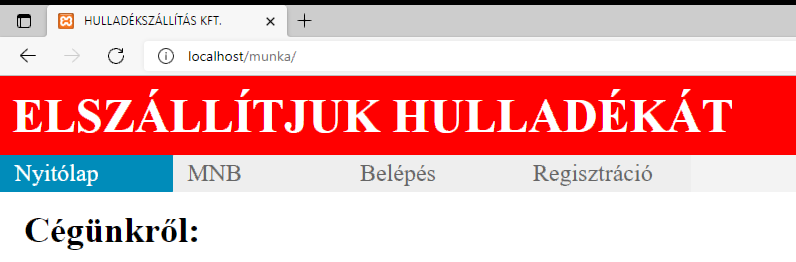 HULLADÉKSZÁLLÍTÁS KFT.
localhost/munka/
ELSZÁLLÍTJUK HULLADÉKÁT
Nyitólap MNB Belépés Regisztráció
Cégünkről: